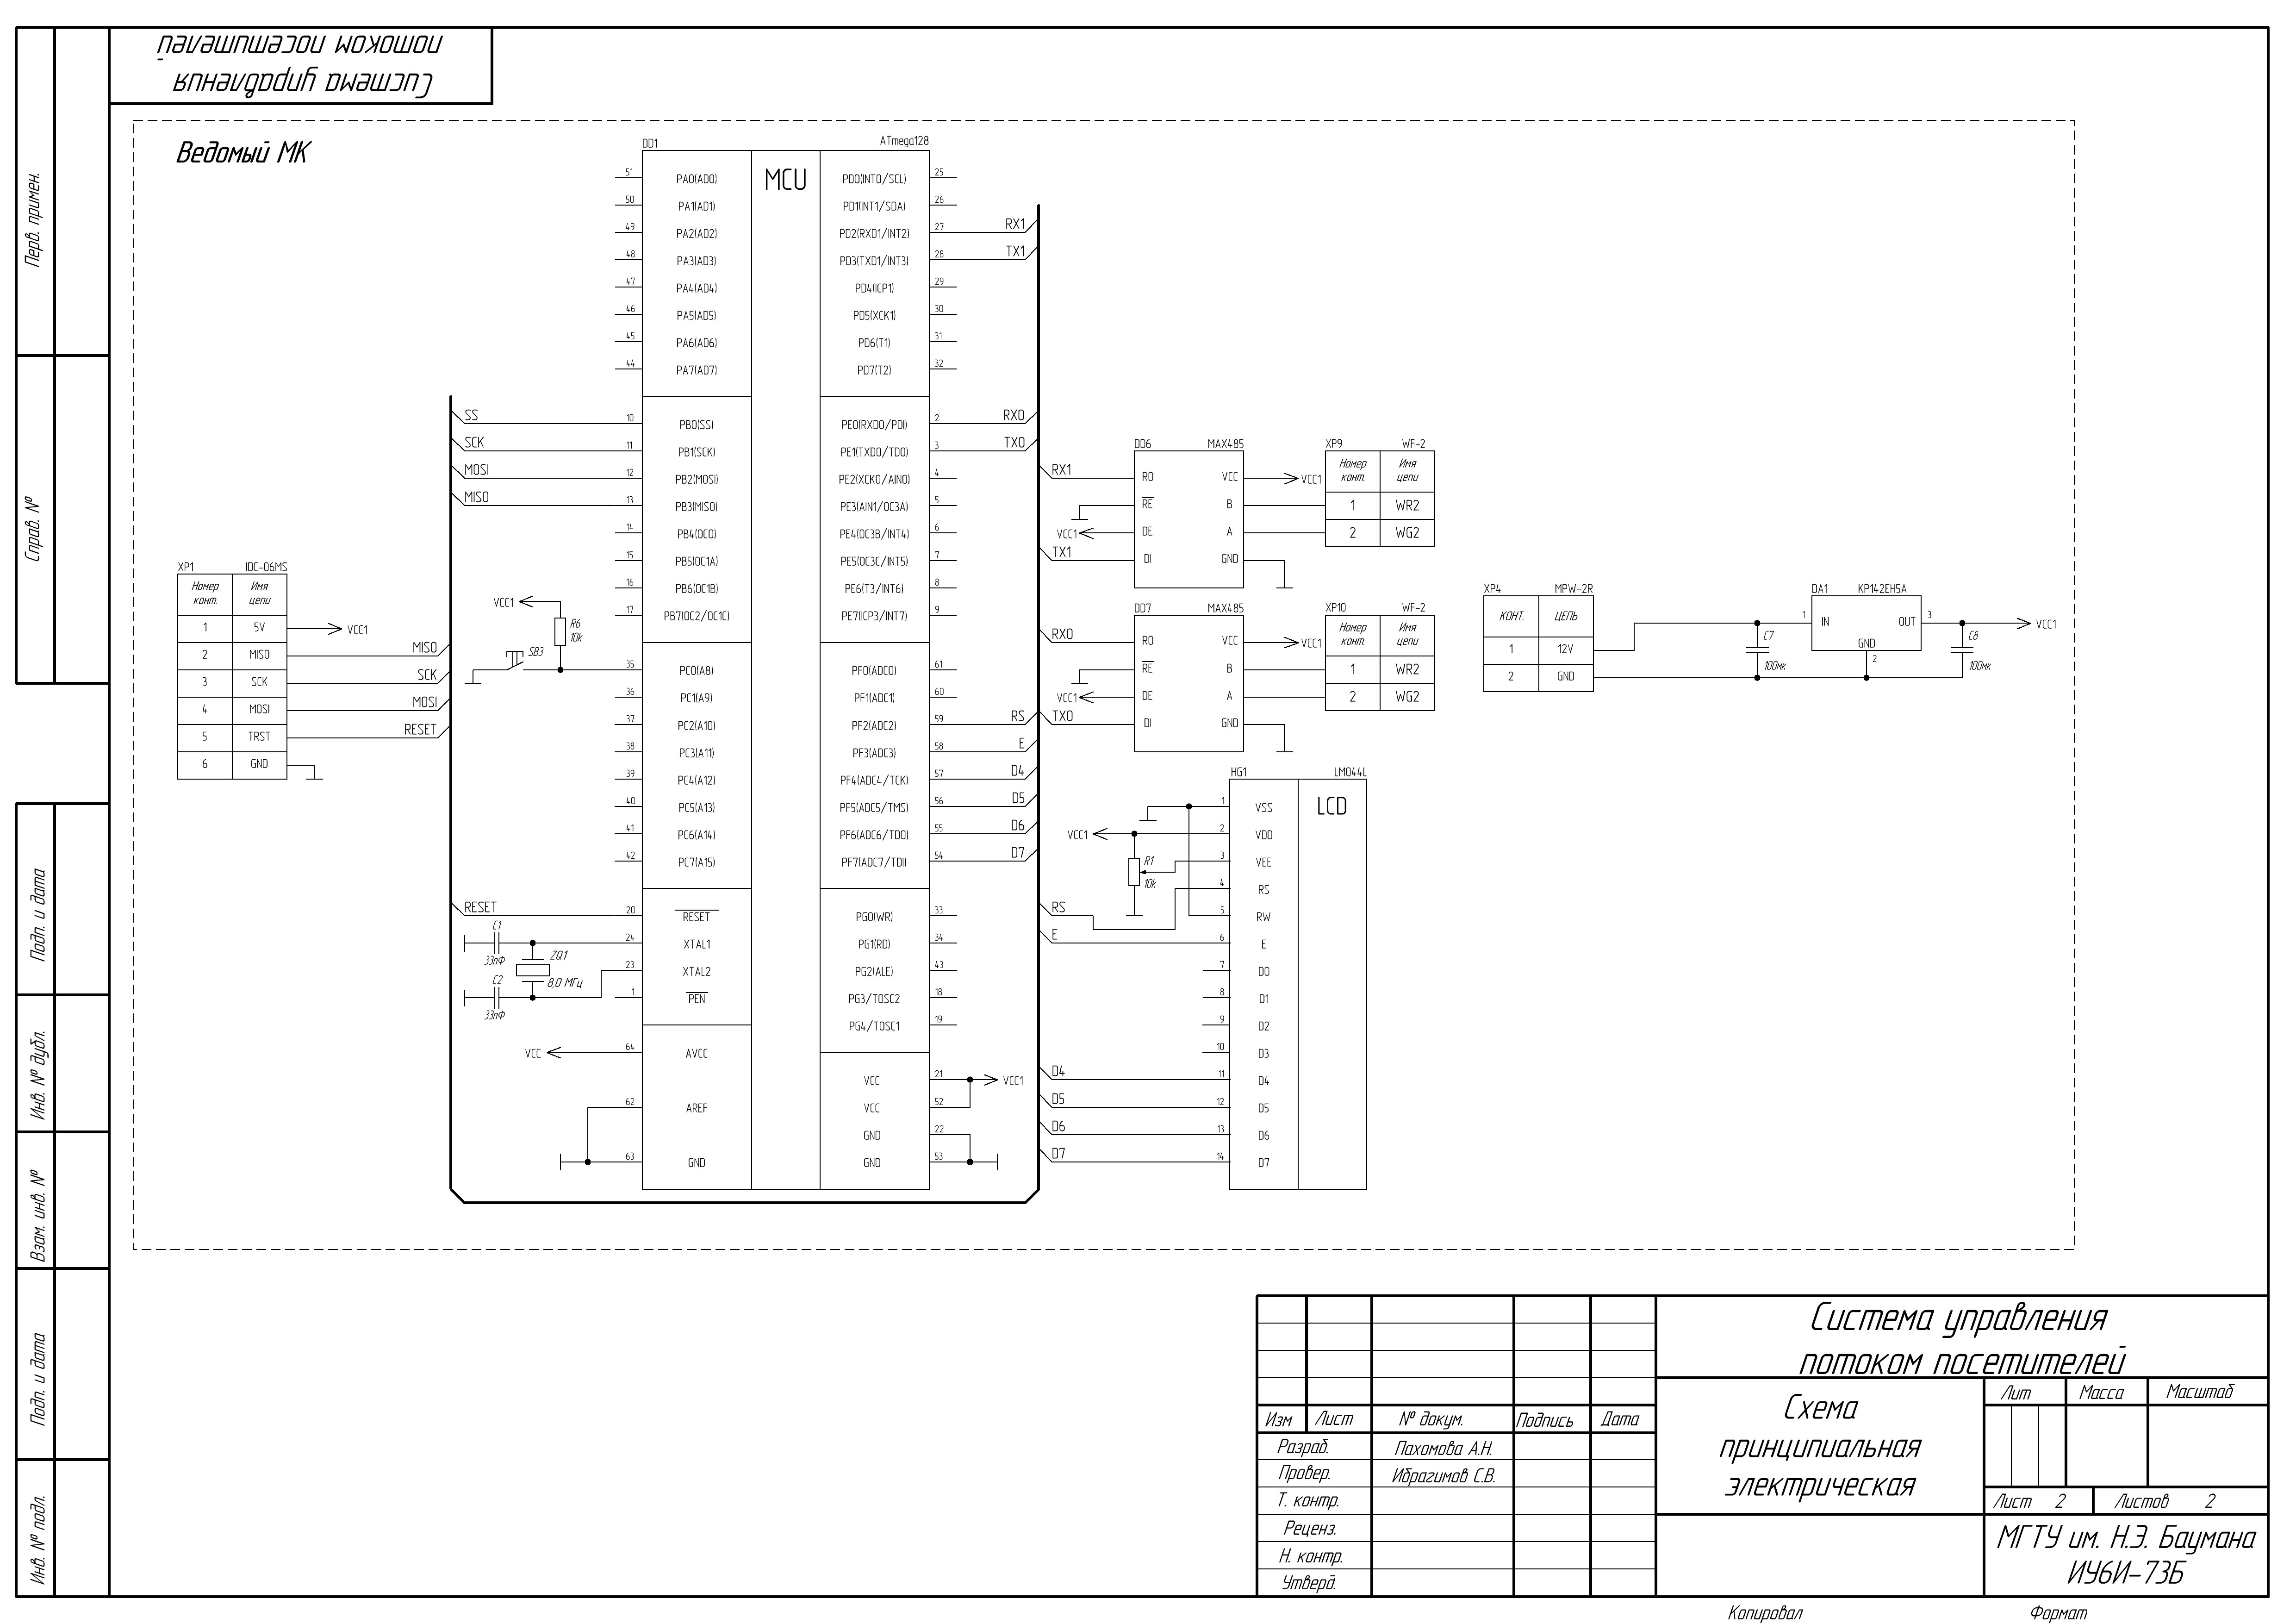 Система управления
потоком посетителей
Перв. примен.
Справ. №
Подп. и дата
Инв. № дубл.
Взам. инв. №
Подп. и дата
Инв. № подл.
Ведомый МК
DD1 ATmega128
MCU
51 PA0(AD0)
50 PA1(AD1)
49 PA2(AD2)
48 PA3(AD3)
47 PA4(AD4)
46 PA5(AD5)
45 PA6(AD6)
44 PA7(AD7)
SS 10 PB0(SS)
SCK 11 PB1(SCK)
MOSI 12 PB2(MOSI)
MISO 13 PB3(MISO)
14 PB4(OC0)
15 PB5(OC1A)
16 PB6(OC1B)
17 PB7(OC2/OC1C)
35 PC0(A8)
36 PC1(A9)
37 PC2(A10)
38 PC3(A11)
39 PC4(A12)
40 PC5(A13)
41 PC6(A14)
42 PC7(A15)
RESET 20 RESET
24 XTAL1
23 XTAL2
1 PEN
VCC 64 AVCC
62 AREF
63 GND
PD0(INT0/SCL) 25
PD1(INT1/SDA) 26
PD2(RXD1/INT2) 27 RX1
PD3(TXD1/INT3) 28 TX1
PD4(ICP1) 29
PD5(XCK1) 30
PD6(T1) 31
PD7(T2) 32
PE0(RXD0/PDI) 2 RX0
PE1(TXD0/TDO) 3 TX0
PE2(XCK0/AIN0) 4
PE3(AIN1/OC3A) 5
PE4(OC3B/INT4) 6
PE5(OC3C/INT5) 7
PE6(T3/INT6) 8
PE7(ICP3/INT7) 9
PF0(ADC0) 61
PF1(ADC1) 60
PF2(ADC2) 59 RS
PF3(ADC3) 58 E
PF4(ADC4/TCK) 57 D4
PF5(ADC5/TMS) 56 D5
PF6(ADC6/TDO) 55 D6
PF7(ADC7/TDI) 54 D7
PG0(WR) 33
PG1(RD) 34
PG2(ALE) 43
PG3/TOSC2 18
PG4/TOSC1 19
VCC 21 VCC1
VCC 52
GND 22
GND 53
XP1 IDC-06MS
Номер конт. Имя цепи
1 5V VCC1
2 MISO MISO
3 SCK SCK
4 MOSI MOSI
5 TRST RESET
6 GND
VCC1
R6
10k
SB3
C1
33пФ
ZQ1
8,0 МГц
C2
33пФ
DD6 MAX485
RX1 RO VCC VCC1
RE B
VCC1 DE A
TX1 DI GND
XP9 WF-2
Номер конт. Имя цепи
1 WR2
2 WG2
DD7 MAX485
RX0 RO VCC VCC1
RE B
VCC1 DE A
TX0 DI GND
XP10 WF-2
Номер конт. Имя цепи
1 WR2
2 WG2
HG1 LM044L
LCD
1 VSS
VCC1 2 VDD
3 VEE
R1
10k
RS 4 RS
5 RW
E 6 E
7 D0
8 D1
9 D2
10 D3
D4 11 D4
D5 12 D5
D6 13 D6
D7 14 D7
XP4 MPW-2R
КОНТ. ЦЕПЬ
1 12V
2 GND
DA1 КР142ЕН5А
1 IN OUT 3
GND
2
C7
100мк
C8
100мк
VCC1
Система управления
потоком посетителей
Схема
принципиальная
электрическая
Лит Масса Масштаб
Лист 2 Листов 2
МГТУ им. Н.Э. Баумана
ИУ6И-73Б
Изм Лист № докум. Подпись Дата
Разраб. Пахомова А.Н.
Провер. Ибрагимов С.В.
Т. контр.
Реценз.
Н. контр.
Утверд.
Копировал Формат